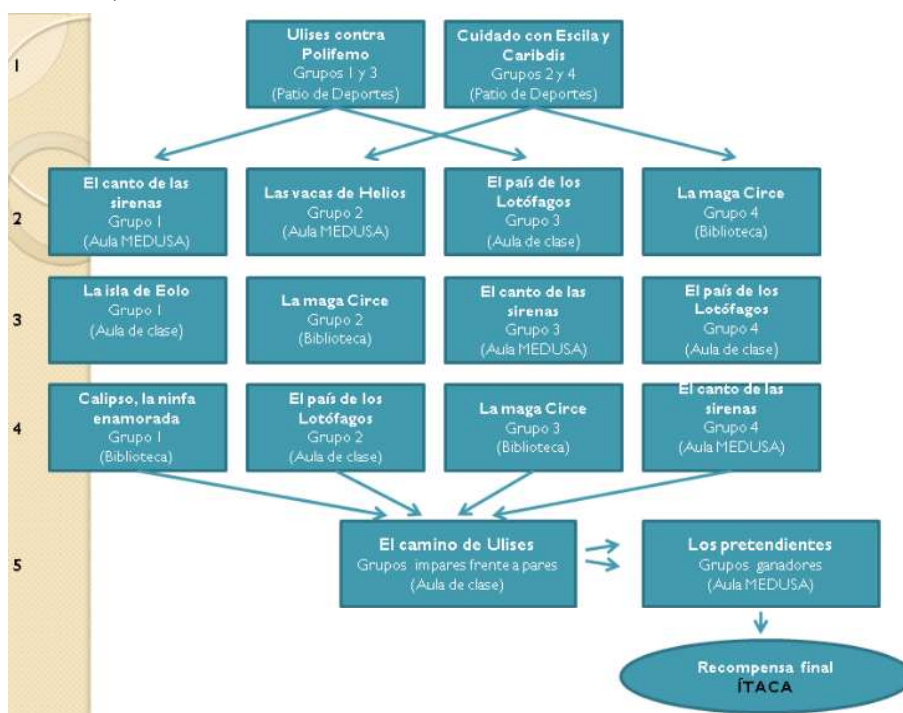 1
Ulises contra
Polifemo
Grupos 1 y 3
(Patio de Deportes)
Cuidado con Escila y
Caribdis
Grupos 2 y 4
(Patio de Deportes)
2
El canto de las
sirenas
Grupo 1
(Aula MEDUSA)
Las vacas de Helios
Grupo 2
(Aula MEDUSA)
El país de los
Lotófagos
Grupo 3
(Aula de clase)
La maga Circe
Grupo 4
(Biblioteca)
3
La isla de Eolo
Grupo 1
(Aula de clase)
La maga Circe
Grupo 2
(Biblioteca)
El canto de las
sirenas
Grupo 3
(Aula MEDUSA)
El país de los
Lotófagos
Grupo 4
(Aula de clase)
4
Calipso, la ninfa
enamorada
Grupo 1
(Biblioteca)
El país de los
Lotófagos
Grupo 2
(Aula de clase)
La maga Circe
Grupo 3
(Biblioteca)
El canto de las
sirenas
Grupo 4
(Aula MEDUSA)
5
El camino de Ulises
Grupos impares frente a pares
(Aula de clase)
Los pretendientes
Grupos ganadores
(Aula MEDUSA)
Recompensa final
ÍTACA